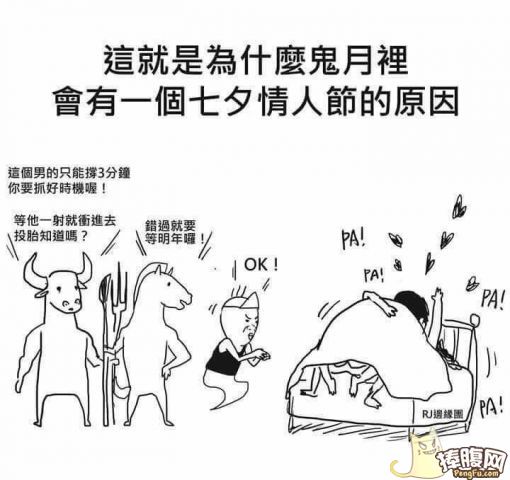 這就是為什麼鬼月裡
會有一個七夕情人節的原因
這個男的只能撐3分鐘
你要抓好時機喔！
等他一射就衝進去
投胎知道嗎？
錯過就要
等明年囉！
OK！
PA!
PA!
PA!
PA!
PA!
RJ邊緣團
捧腹网
PengFu.com